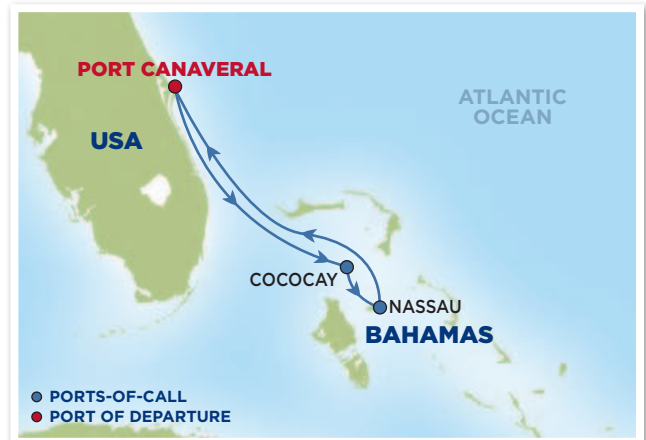 PORT CANAVERAL
ATLANTIC
OCEAN
USA
COCOCAY
NASSAU
BAHAMAS
PORTS-OF-CALL
PORT OF DEPARTURE